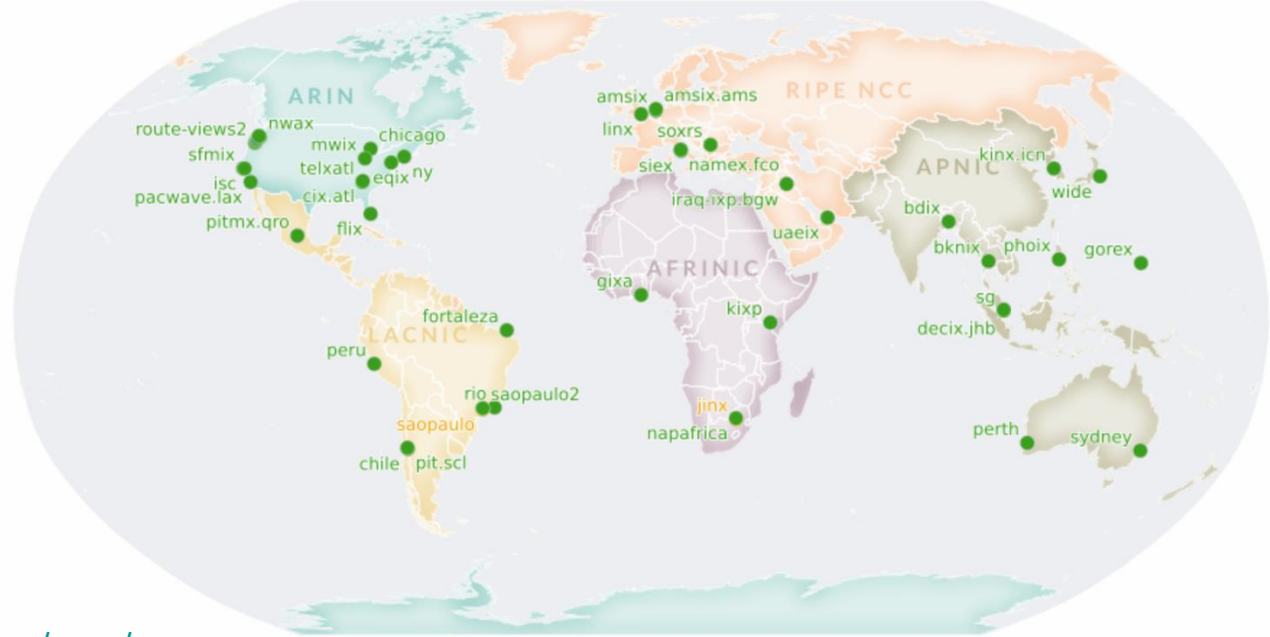 ARIN
RIPE NCC
APNIC
AFRINIC
LACNIC
route-views2
nwax
sfmix
isc
pacwave.lax
pitmx.qro
mwix
chicago
telxatl
eqix
ny
cix.atl
flix
fortaleza
peru
rio
saopaulo2
saopaulo
chile
pit.scl
amsix
amsix.ams
linx
soxrs
siex
namex.fco
iraq-ixp.bgw
uaeix
gixa
kixp
jinx
napafrica
kinx.icn
wide
bdix
bknix
phoix
gorex
sg
decix.jhb
perth
sydney